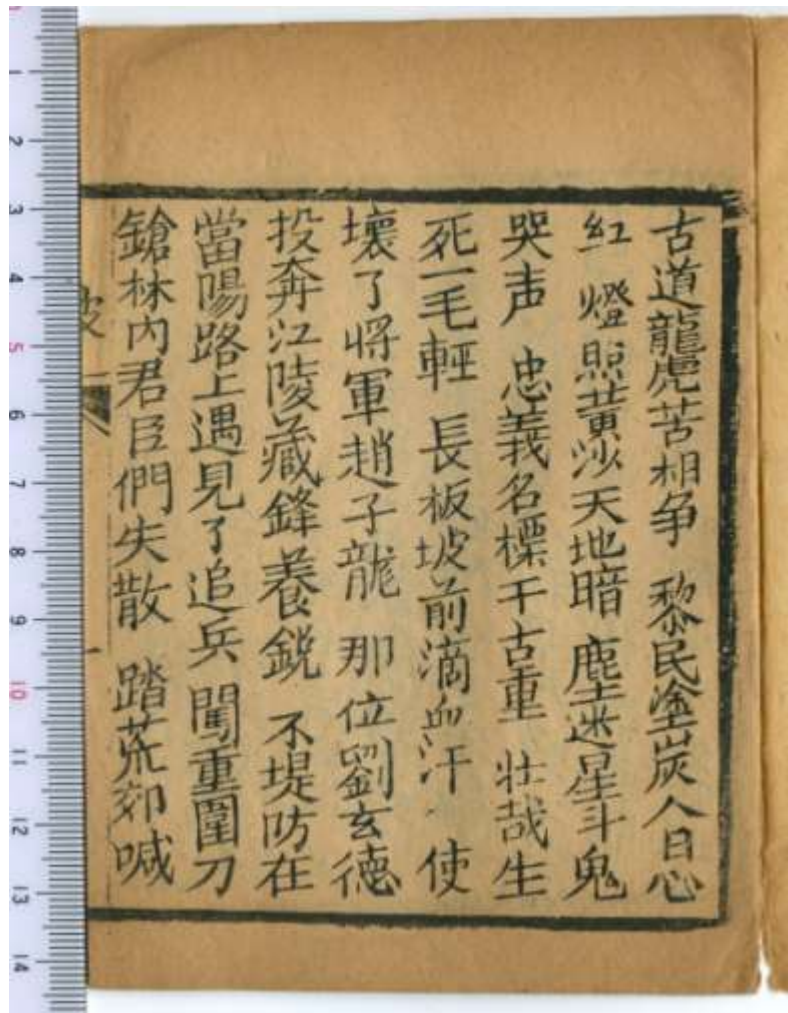 古道龍虎苦相争 黎民塗炭人日心
紅 燈照黄沙天地暗 塵迷星斗鬼
哭声 忠義名標千古重 壮哉生
死一毛輕 長板坡前滴血汗 使
壞了將軍趙子龍 那位劉玄德
投奔江陵藏鋒養鋭 不堤防在
當陽路上遇見了追兵 闖重圍刀
鎗林内君臣們失散 踏荒郊喊
坡
一